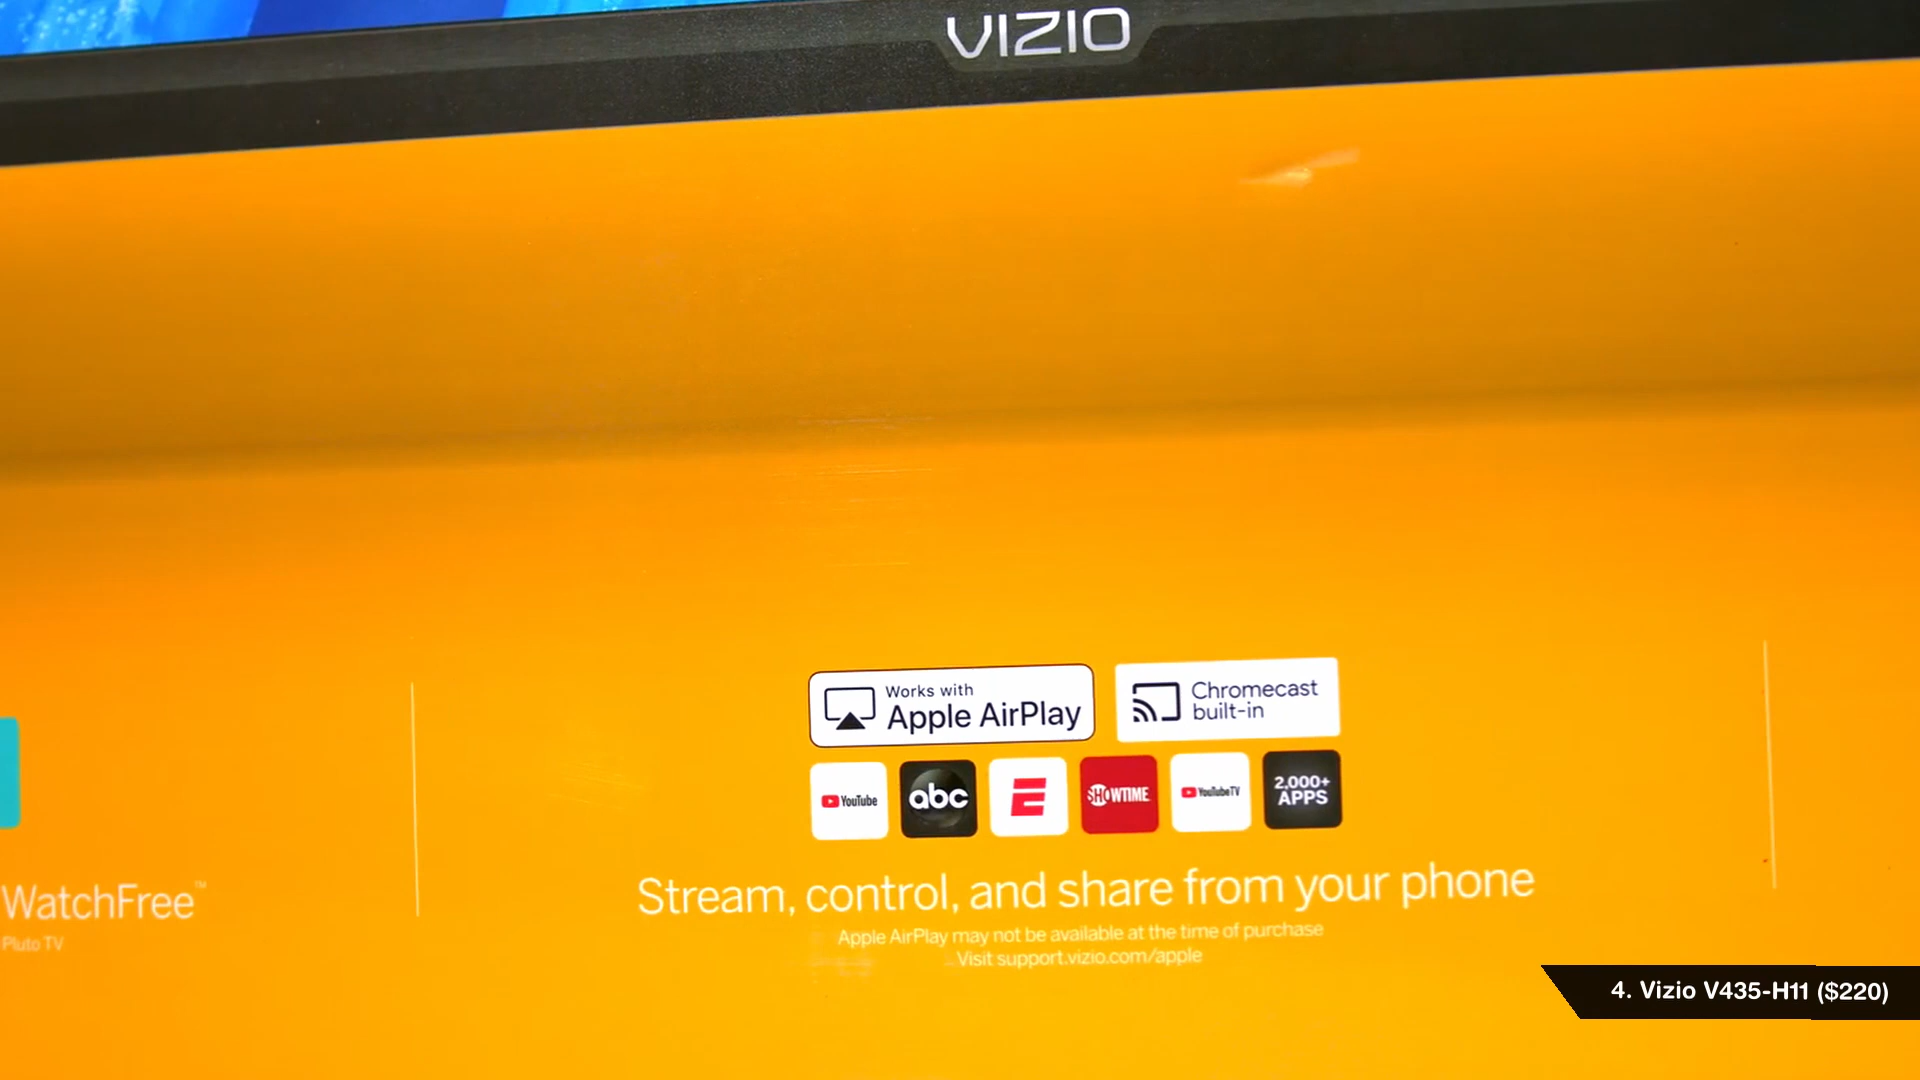 VIZIO
Works with
Apple AirPlay
Chromecast
built-in
YouTube
abc
E
SHOWTIME
YouTubeTV
2,000+
APPS
WatchFree™
Pluto TV
Stream, control, and share from your phone
Apple AirPlay may not be available at the time of purchase
Visit support.vizio.com/apple
4. Vizio V435-H11 ($220)